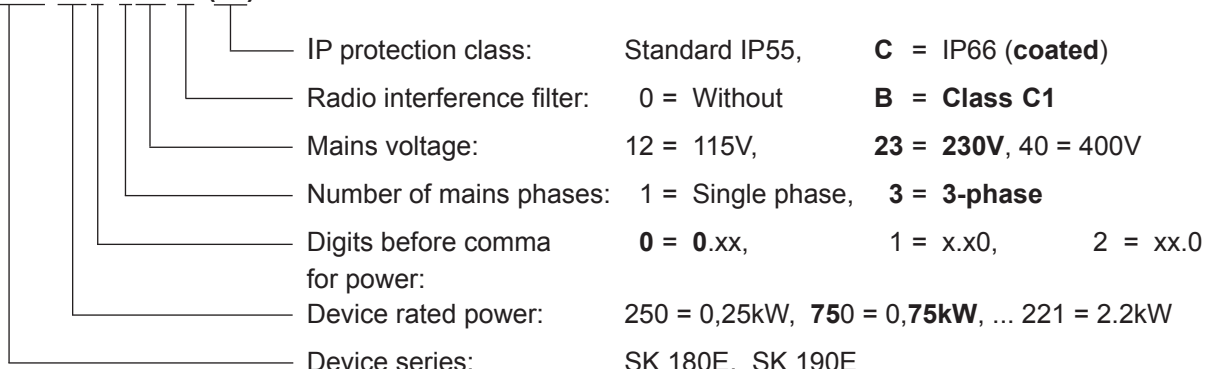 IP protection class: Standard IP55, C = IP66 (coated)
Radio interference filter: 0 = Without B = Class C1
Mains voltage: 12 = 115V, 23 = 230V, 40 = 400V
Number of mains phases: 1 = Single phase, 3 = 3-phase
Digits before comma 0 = 0.xx, 1 = x.x0, 2 = xx.0
for power:
Device rated power: 250 = 0,25kW, 750 = 0,75kW, ... 221 = 2.2kW
Device series: SK 180E, SK 190E